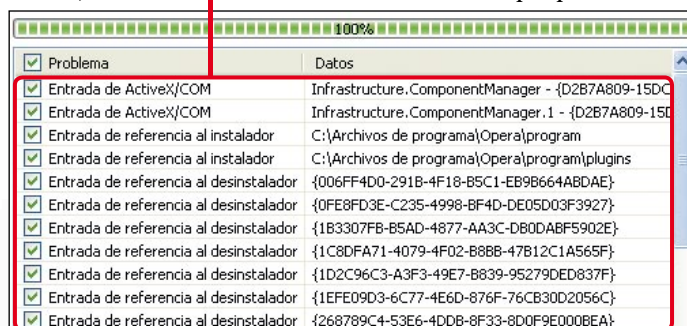 100%
Problema Datos
Entrada de ActiveX/COM Infrastructure.ComponentManager - {D2B7A809-15DC
Entrada de ActiveX/COM Infrastructure.ComponentManager.1 - {D2B7A809-15D
Entrada de referencia al instalador C:\Archivos de programa\Opera\program
Entrada de referencia al instalador C:\Archivos de programa\Opera\program\plugins
Entrada de referencia al desinstalador {006FF4D0-291B-4F18-B5C1-EB9B664ABDAE}
Entrada de referencia al desinstalador {0FE8FD3E-C235-4998-BF4D-DE05D03F3927}
Entrada de referencia al desinstalador {1B3307FB-B5AD-4877-AA3C-DB0DABF5902E}
Entrada de referencia al desinstalador {1C8DFA71-4079-4F02-B8BB-47B12C1A565F}
Entrada de referencia al desinstalador {1D2C96C3-A3F3-49E7-B839-95279DED837F}
Entrada de referencia al desinstalador {1EFE09D3-6C77-4E6D-876F-76CB30D2056C}
Entrada de referencia al desinstalador {268789C4-53E6-4DDB-8F33-8D0F9E000BEA}